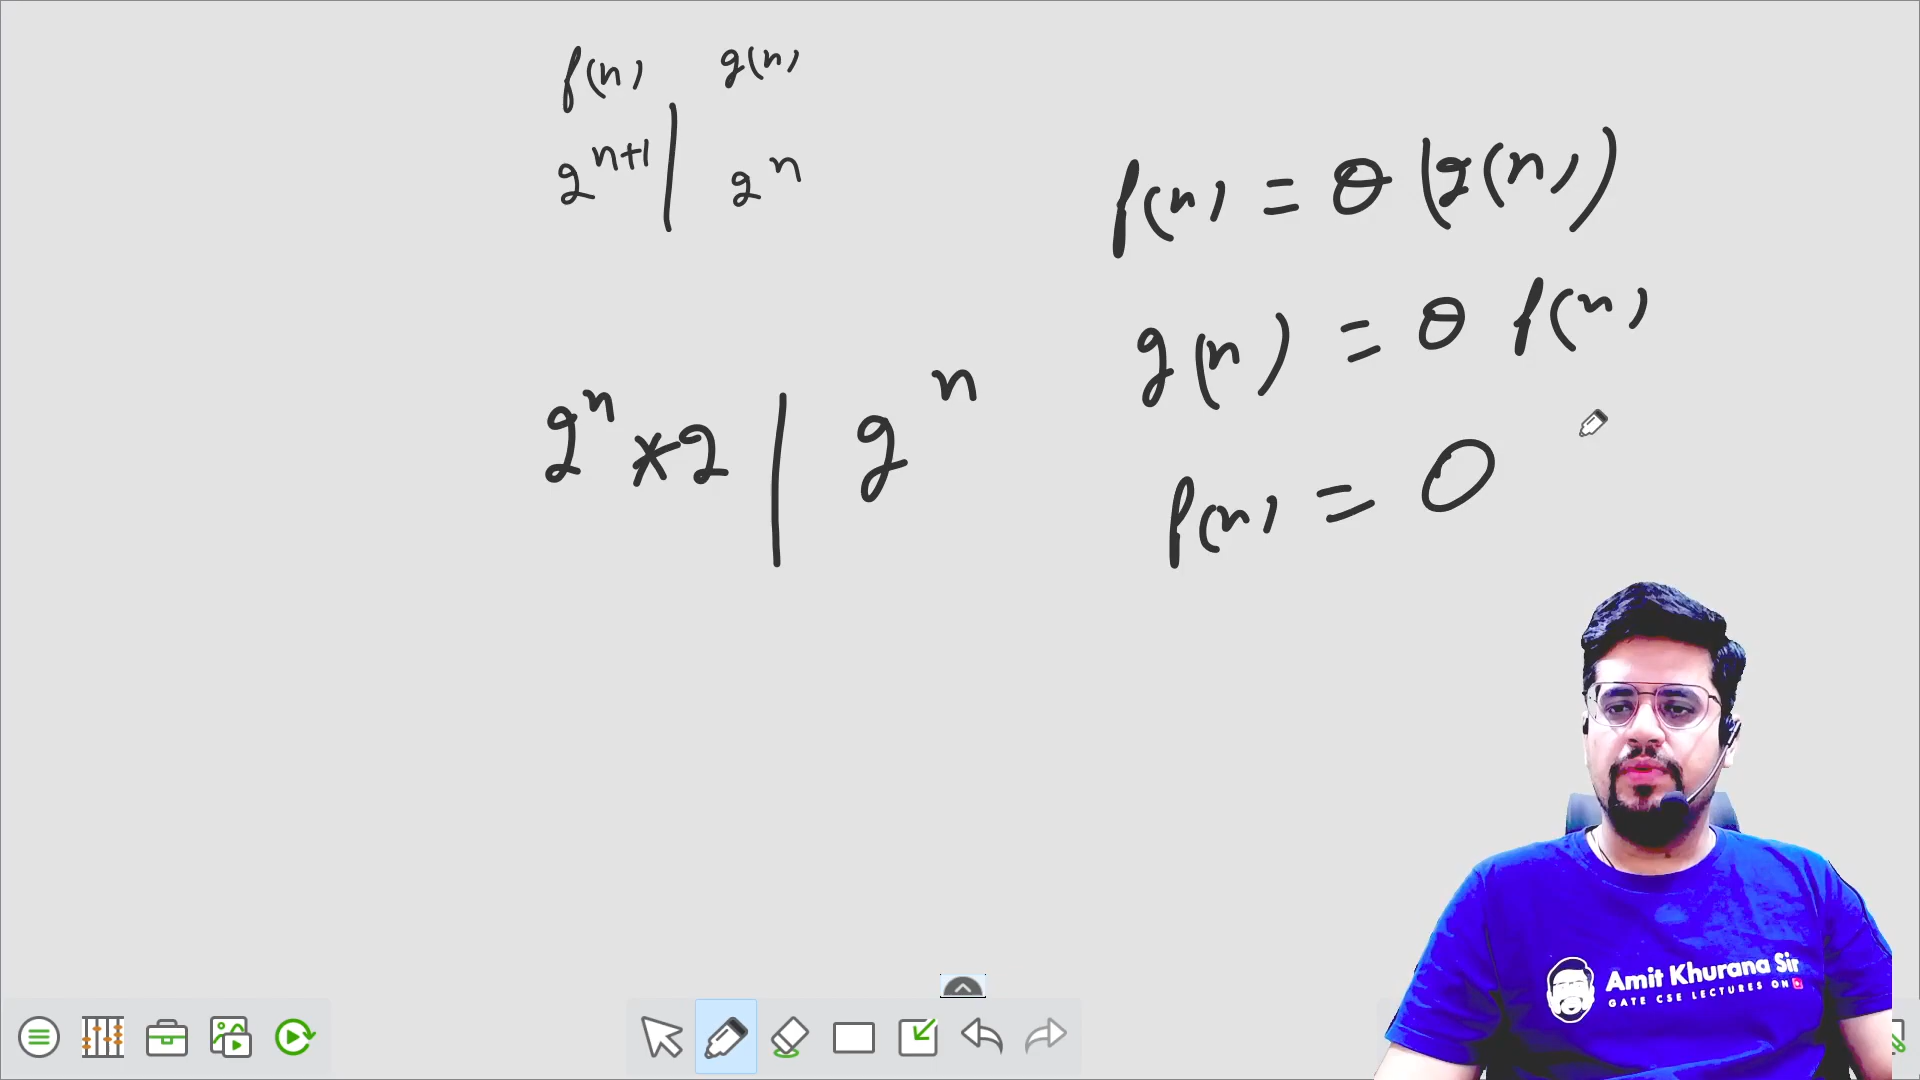 f(n) g(n)
2^{n+1} | 2^n
2^n * 2 | 2^n
f(n) = θ (g(n))
g(n) = θ f(n)
f(n) = O
Amit Khurana Sir
GATE CSE LECTURES ON